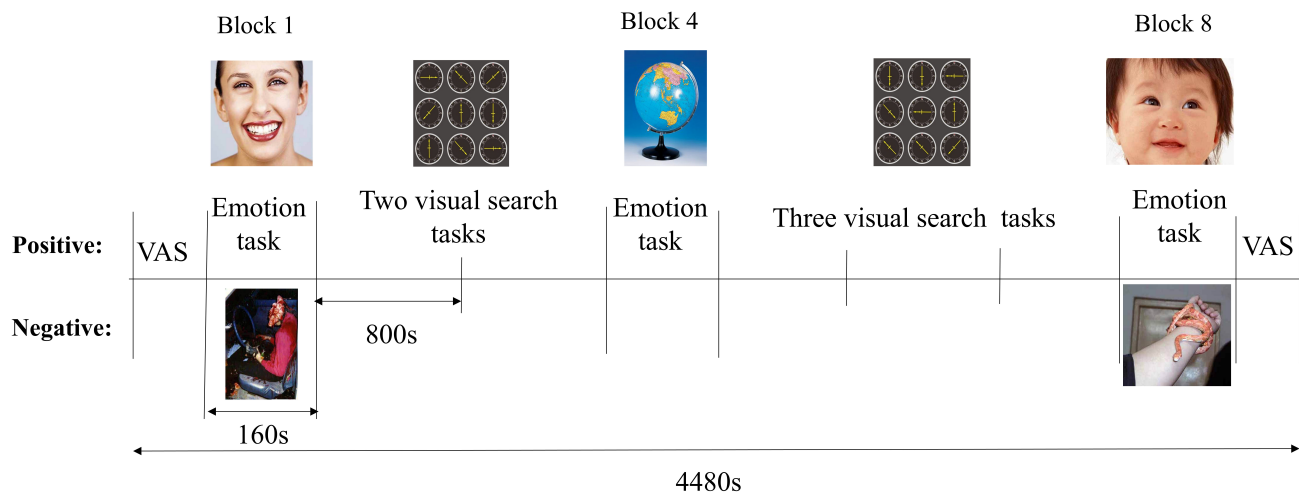 Block 1
Block 4
Block 8
Positive:
VAS
Emotion
task
Two visual search
tasks
Emotion
task
Three visual search tasks
Emotion
task
VAS
Negative:
800s
160s
4480s